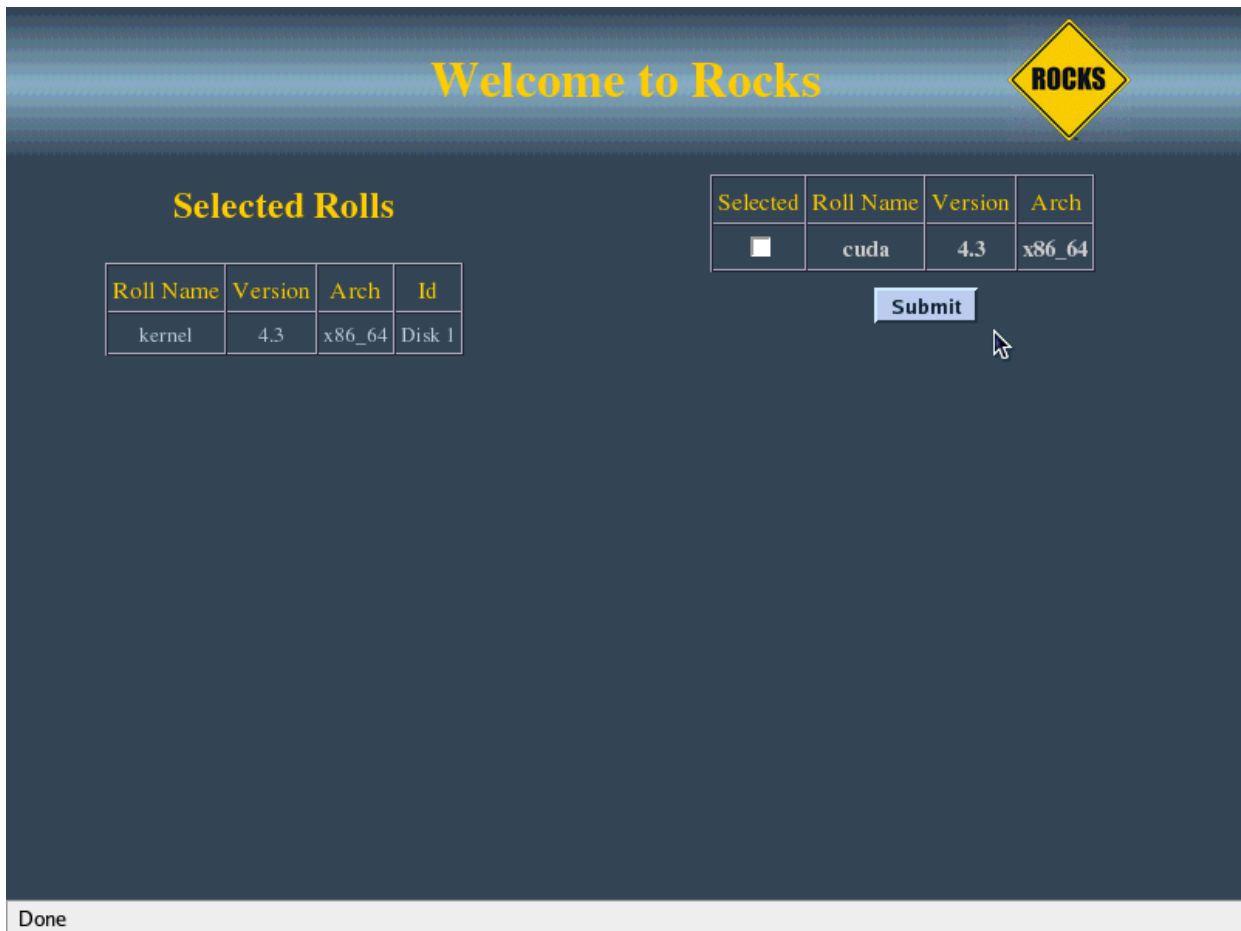 Welcome to Rocks
ROCKS
Selected Rolls
Roll Name Version Arch Id
kernel 4.3 x86_64 Disk 1
Selected Roll Name Version Arch
cuda 4.3 x86_64
Submit
Done